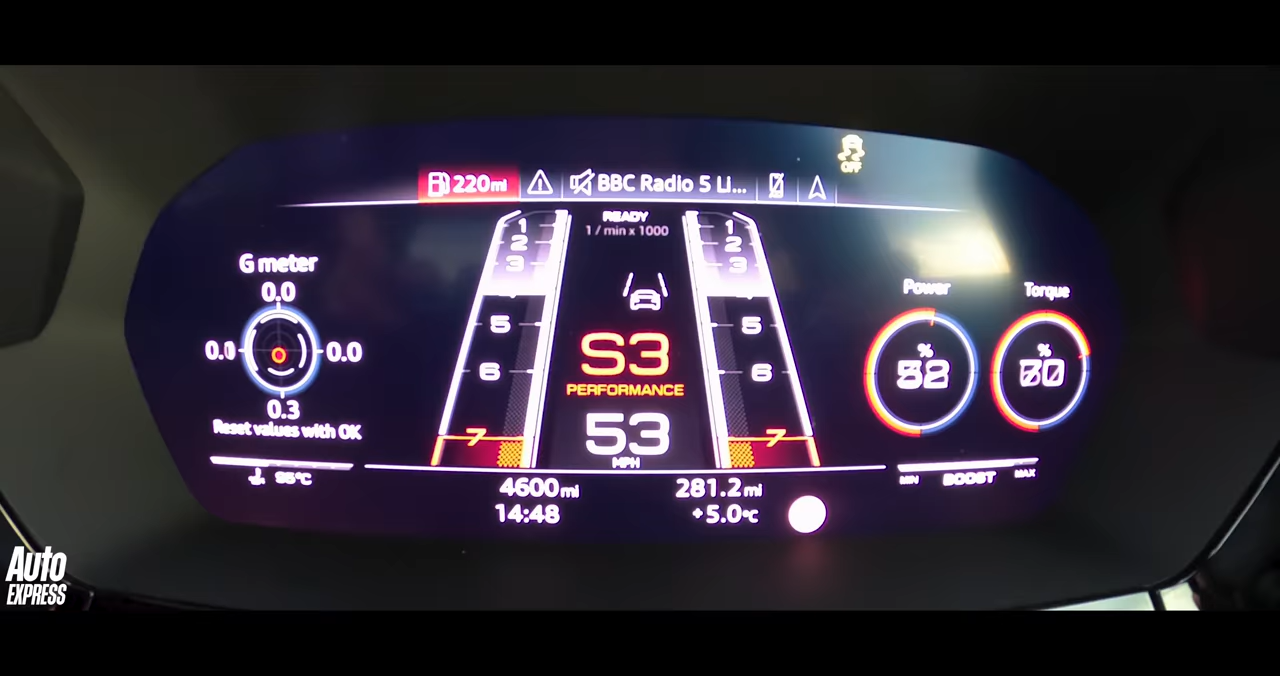 OFF
220mi BBC Radio 5 Li...
READY
1 / min x 1000
1 1
2 2
3 3
5 5
6 6
7 7
G meter
0.0
0.0 0.0
0.3
Reset values with OK
95°C
S3
PERFORMANCE
53
MPH
Power Torque
% %
MIN BOOST MAX
4600mi 281.2mi
14:48 +5.0°C
Auto
EXPRESS